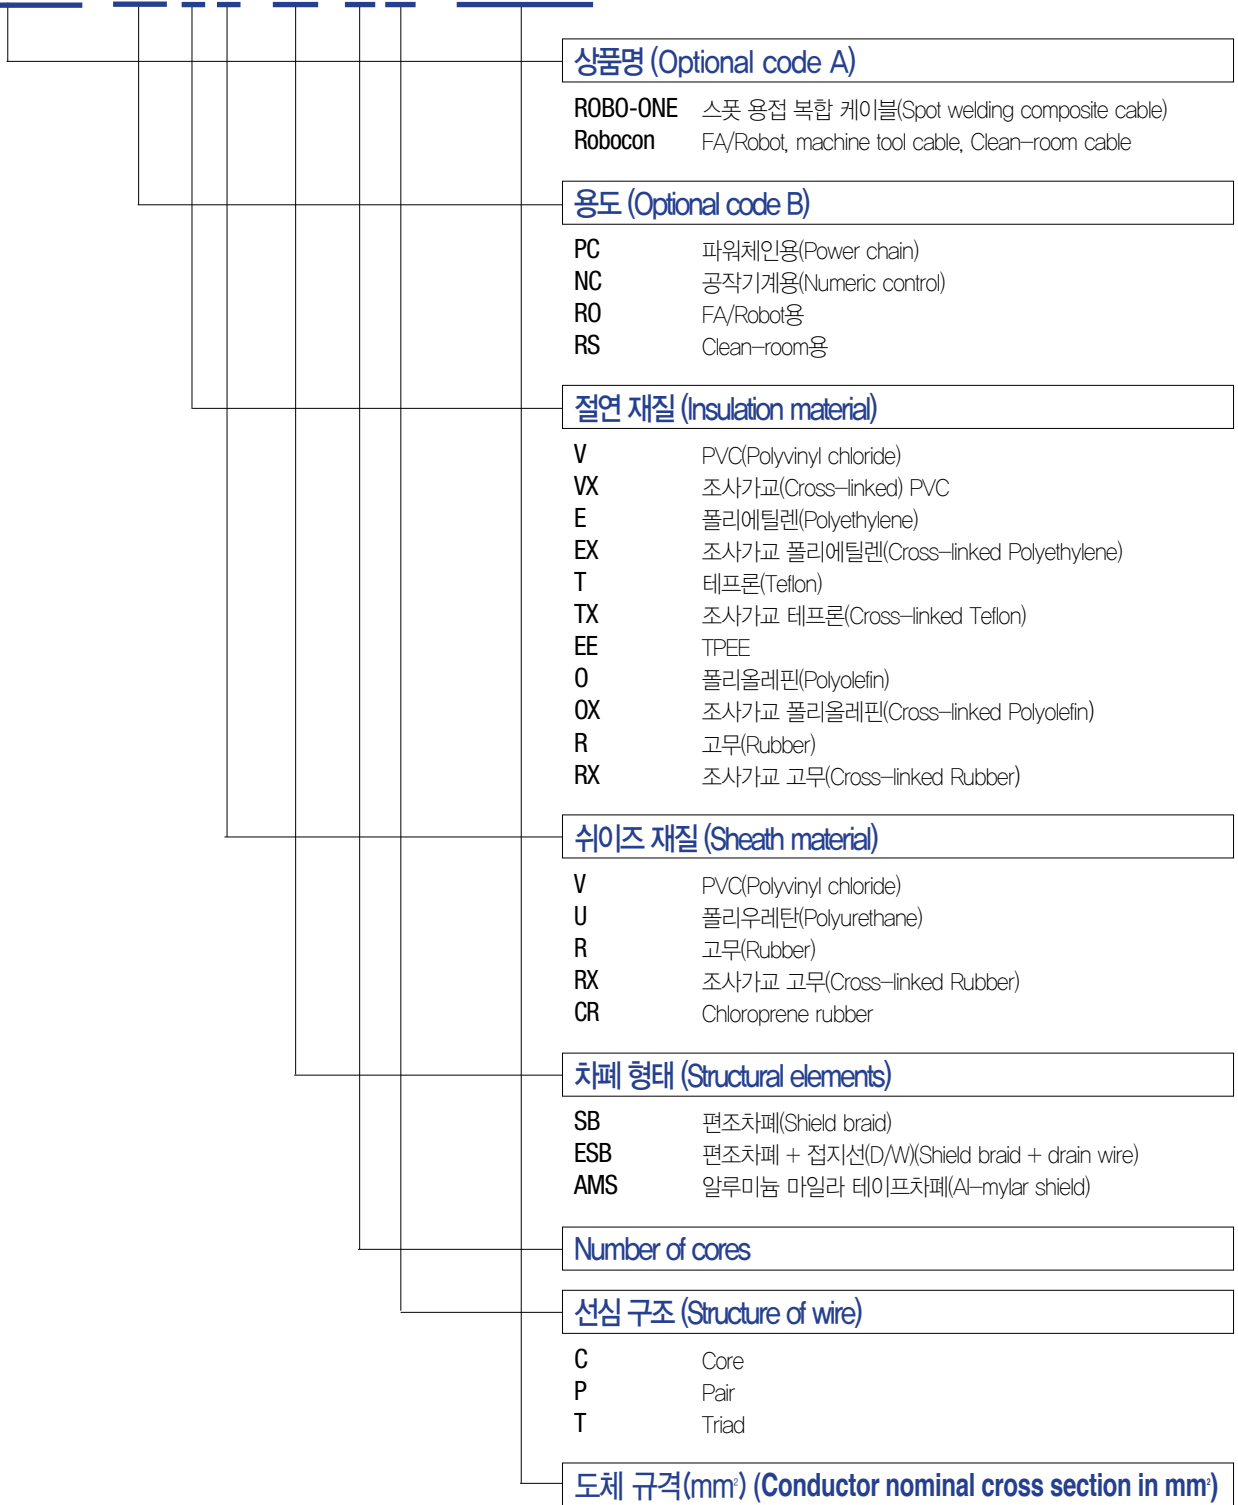 상품명 (Optional code A)
ROBO-ONE 스폿 용접 복합 케이블(Spot welding composite cable)
Robocon FA/Robot, machine tool cable, Clean-room cable
용도 (Optional code B)
PC 파워체인용(Power chain)
NC 공작기계용(Numeric control)
RO FA/Robot용
RS Clean-room용
절연 재질 (Insulation material)
V PVC(Polyvinyl chloride)
VX 조사가교(Cross-linked) PVC
E 폴리에틸렌(Polyethylene)
EX 조사가교 폴리에틸렌(Cross-linked Polyethylene)
T 테프론(Teflon)
TX 조사가교 테프론(Cross-linked Teflon)
EE TPEE
O 폴리올레핀(Polyolefin)
OX 조사가교 폴리올레핀(Cross-linked Polyolefin)
R 고무(Rubber)
RX 조사가교 고무(Cross-linked Rubber)
쉬이즈 재질 (Sheath material)
V PVC(Polyvinyl chloride)
U 폴리우레탄(Polyurethane)
R 고무(Rubber)
RX 조사가교 고무(Cross-linked Rubber)
CR Chloroprene rubber
차폐 형태 (Structural elements)
SB 편조차폐(Shield braid)
ESB 편조차폐 + 접지선(D/W)(Shield braid + drain wire)
AMS 알루미늄 마일라 테이프차폐(Al-mylar shield)
Number of cores
선심 구조 (Structure of wire)
C Core
P Pair
T Triad
도체 규격(mm²) (Conductor nominal cross section in mm²)